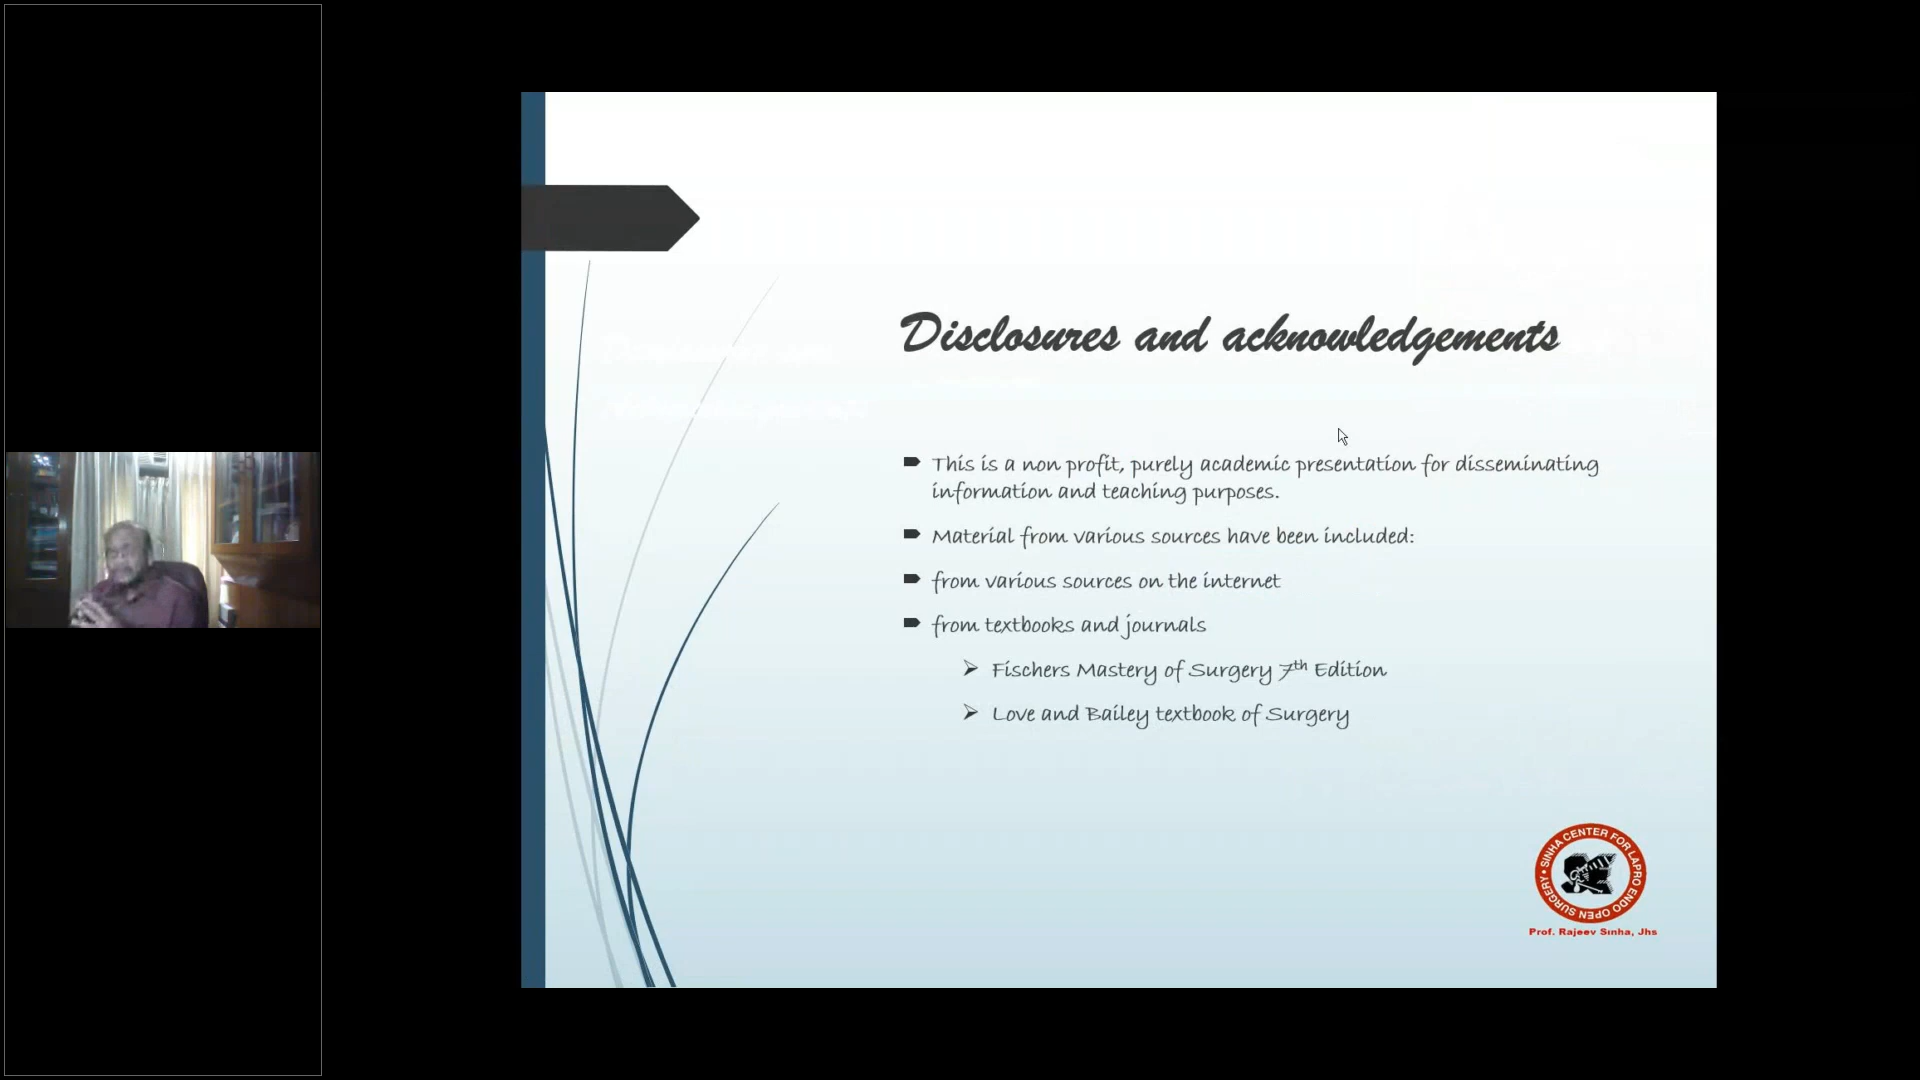 Disclosures and acknowledgements
This is a non profit, purely academic presentation for disseminating
information and teaching purposes.
Material from various sources have been included:
from various sources on the internet
from textbooks and journals
Fischers Mastery of Surgery 7th Edition
Love and Bailey textbook of Surgery
SINHA CENTER FOR LAPRO ENDO OPEN SURGERY
Prof. Rajeev Sinha, Jhs